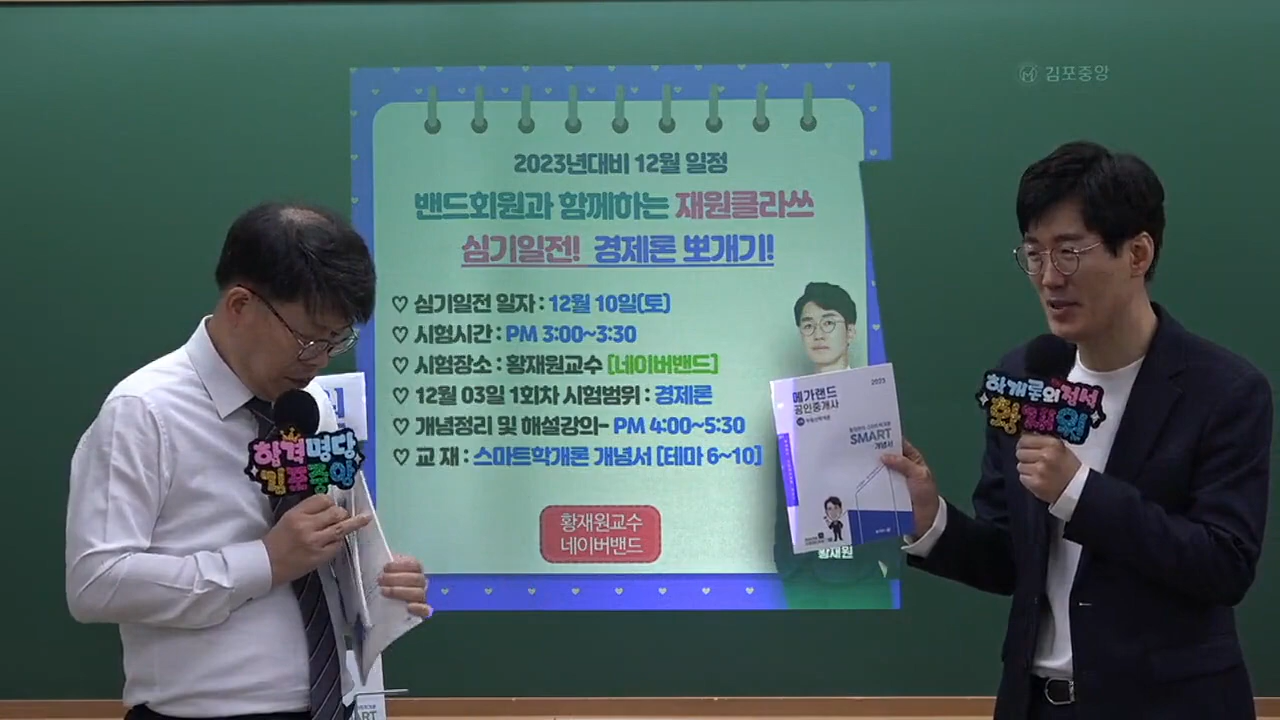 김포중앙
2023년대비 12월 일정
밴드회원과 함께하는 재원클라쓰
심기일전! 경제론 뽀개기!
♡ 심기일전 일자 : 12월 10일(토)
♡ 시험시간 : PM 3:00~3:30
♡ 시험장소 : 황재원교수 [네이버밴드]
♡ 12월 03일 1회차 시험범위 : 경제론
♡ 개념정리 및 해설강의- PM 4:00~5:30
♡ 교 재 : 스마트학개론 개념서 [테마 6~10]
황재원교수
네이버밴드
합격명당
김포중앙
2023
메가랜드
공인중개사
SMART
개념서
황재원
하개론의정석
황재원